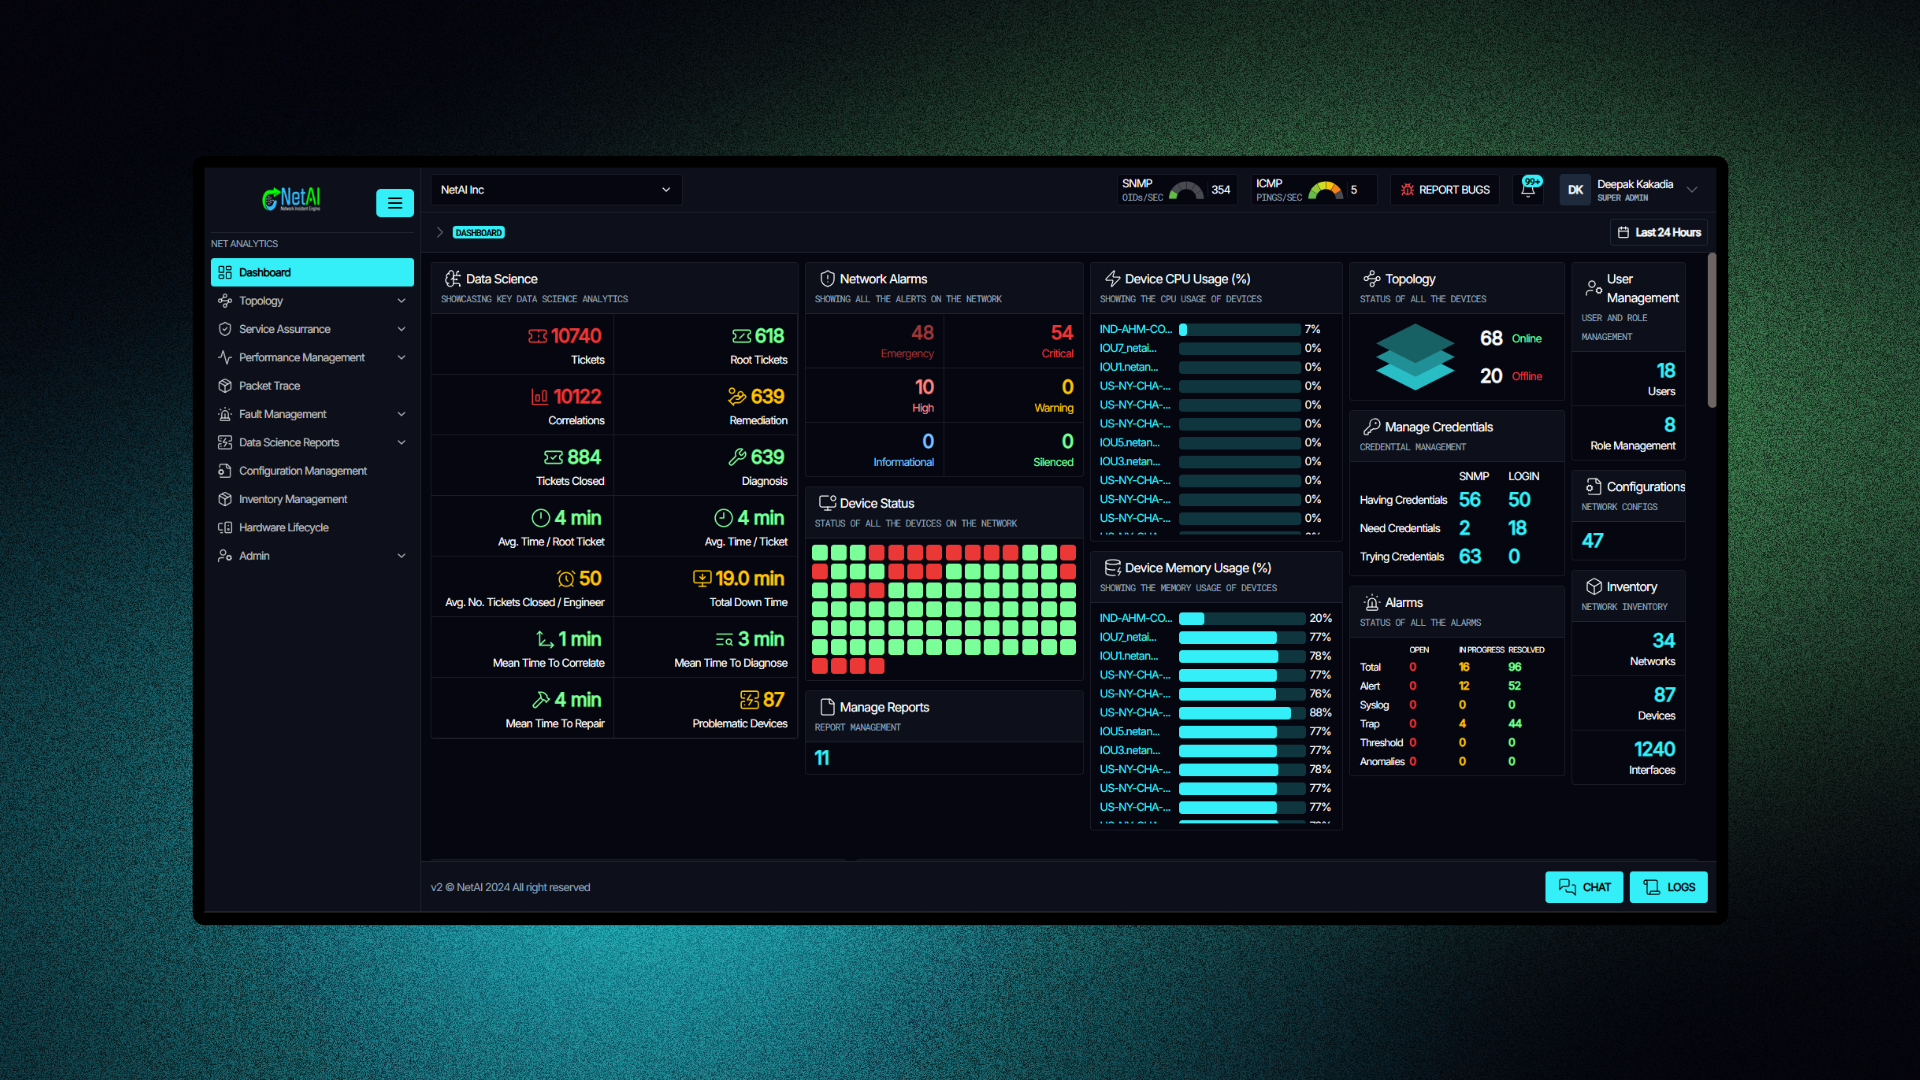 NetAI
Network Incident Engine
NET ANALYTICS
Dashboard
Topology
Service Assurrance
Performance Management
Packet Trace
Fault Management
Data Science Reports
Configuration Management
Inventory Management
Hardware Lifecycle
Admin
NetAI Inc
SNMP
OIDs/SEC
354
ICMP
PINGS/SEC
5
REPORT BUGS
99+
DK
Deepak Kakadia
SUPER ADMIN
DASHBOARD
Last 24 Hours
Data Science
SHOWCASING KEY DATA SCIENCE ANALYTICS
10740
Tickets
618
Root Tickets
10122
Correlations
639
Remediation
884
Tickets Closed
639
Diagnosis
4 min
Avg. Time / Root Ticket
4 min
Avg. Time / Ticket
50
Avg. No. Tickets Closed / Engineer
19.0 min
Total Down Time
1 min
Mean Time To Correlate
3 min
Mean Time To Diagnose
4 min
Mean Time To Repair
87
Problematic Devices
Network Alarms
SHOWING ALL THE ALERTS ON THE NETWORK
48
Emergency
54
Critical
10
High
0
Warning
0
Informational
0
Silenced
Device Status
STATUS OF ALL THE DEVICES ON THE NETWORK
Manage Reports
REPORT MANAGEMENT
11
Device CPU Usage (%)
SHOWING THE CPU USAGE OF DEVICES
IND-AHM-CO... 7%
IOU7_netai... 0%
IOU1.netan... 0%
US-NY-CHA-... 0%
US-NY-CHA-... 0%
US-NY-CHA-... 0%
IOU5.netan... 0%
IOU3.netan... 0%
US-NY-CHA-... 0%
US-NY-CHA-... 0%
US-NY-CHA-... 0%
Device Memory Usage (%)
SHOWING THE MEMORY USAGE OF DEVICES
IND-AHM-CO... 20%
IOU7_netai... 77%
IOU1.netan... 78%
US-NY-CHA-... 77%
US-NY-CHA-... 76%
US-NY-CHA-... 88%
IOU5.netan... 77%
IOU3.netan... 77%
US-NY-CHA-... 78%
US-NY-CHA-... 77%
US-NY-CHA-... 77%
Topology
STATUS OF ALL THE DEVICES
68 Online
20 Offline
Manage Credentials
CREDENTIAL MANAGEMENT
SNMP LOGIN
Having Credentials 56 50
Need Credentials 2 18
Trying Credentials 63 0
Alarms
STATUS OF ALL THE ALARMS
OPEN IN PROGRESS RESOLVED
Total 0 16 96
Alert 0 12 52
Syslog 0 0 0
Trap 0 4 44
Threshold 0 0 0
Anomalies 0 0 0
User
Management
USER AND ROLE
MANAGEMENT
18
Users
8
Role Management
Configurations
NETWORK CONFIGS
47
Inventory
NETWORK INVENTORY
34
Networks
87
Devices
1240
Interfaces
v2 © NetAI 2024 All right reserved
CHAT
LOGS